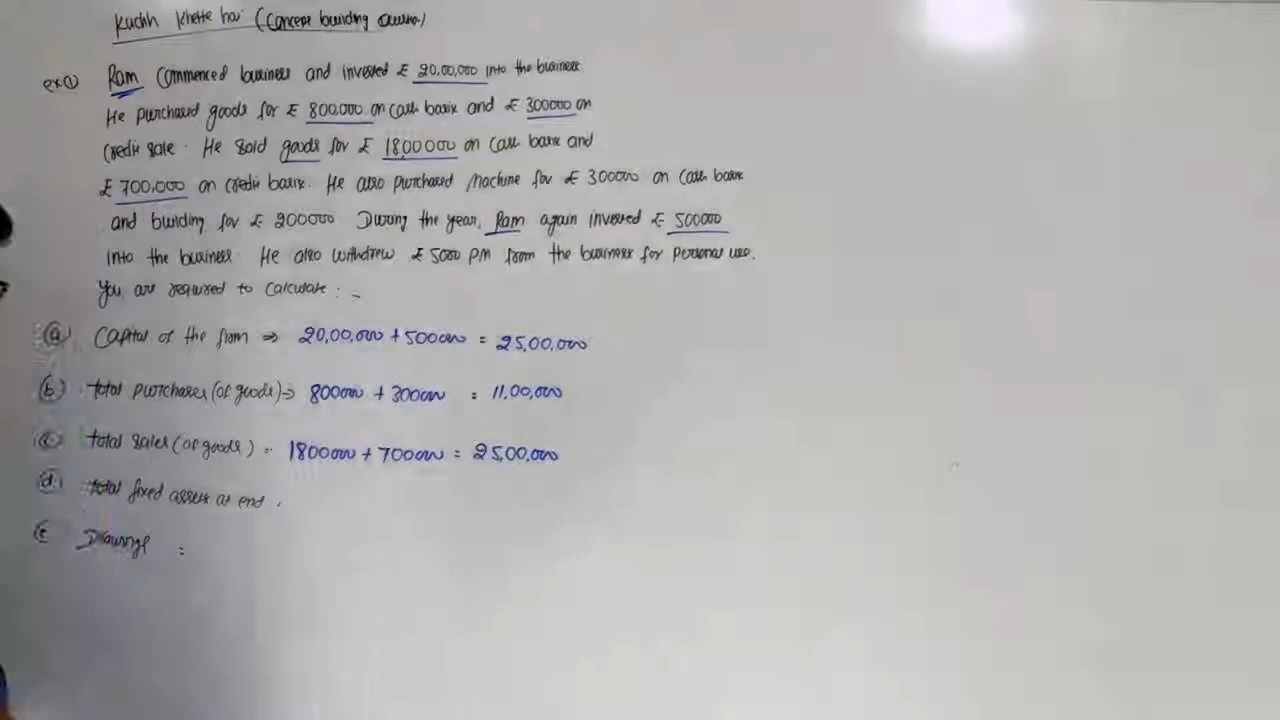 Kuchh Khette hai (Concept building questions)
ex① Ram Commenced business and invested ₤ 20,00,000 into the business.
He purchased goods for ₤ 800,000 on cash basis and ₤ 300000 on
credit sale. He sold goods for ₤ 18,00000 on cash basis and
₤ 700,000 on credit basis. He also purchased Machine for ₤ 300000 on cash basis
and building for ₤ 200000 During the year, Ram again invested ₤ 500000
into the business. He also withdrew ₤ 5000 PM from the business for personal use.
You are required to calculate : -
(a) Capital of the firm ⇒ 20,00,000 + 500000 = 25,00,000
(b) total purchases (of goods) ⇒ 800000 + 300000 = 11,00,000
(c) total sales (of goods) = 1800000 + 700000 = 25,00,000
(d) total fixed assets at end .
(e Drawings =